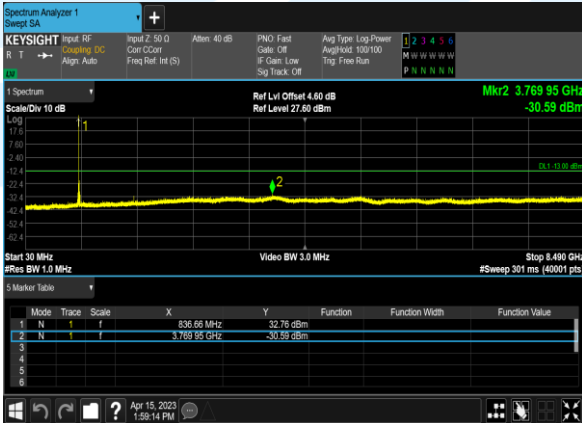 Spectrum Analyzer 1
Swept SA
KEYSIGHT Input: RF Input Z: 50 Ω Atten: 40 dB PNO: Fast Avg Type: Log-Power 1 2 3 4 5 6
R T Coupling: DC Corr CCorr Gate: Off Avg|Hold: 100/100 M W W W W W
Align: Auto Freq Ref: Int (S) IF Gain: Low Trig: Free Run
LV Sig Track: Off P N N N N N
1 Spectrum Ref Lvl Offset 4.60 dB Mkr2 3.769 95 GHz
Scale/Div 10 dB Ref Level 27.60 dBm -30.59 dBm
Log
17.6
7.60
-2.40
-12.4 DL1 -13.00 dBm
-22.4
-32.4
-42.4
-52.4
-62.4
1
2
Start 30 MHz Video BW 3.0 MHz Stop 8.490 GHz
#Res BW 1.0 MHz #Sweep 301 ms (40001 pts
5 Marker Table
Mode Trace Scale X Y Function Function Width Function Value
1 N 1 f 836.66 MHz 32.76 dBm
2 N 1 f 3.769 95 GHz -30.59 dBm
3
4
5
6
? Apr 15, 2023
1:59:14 PM